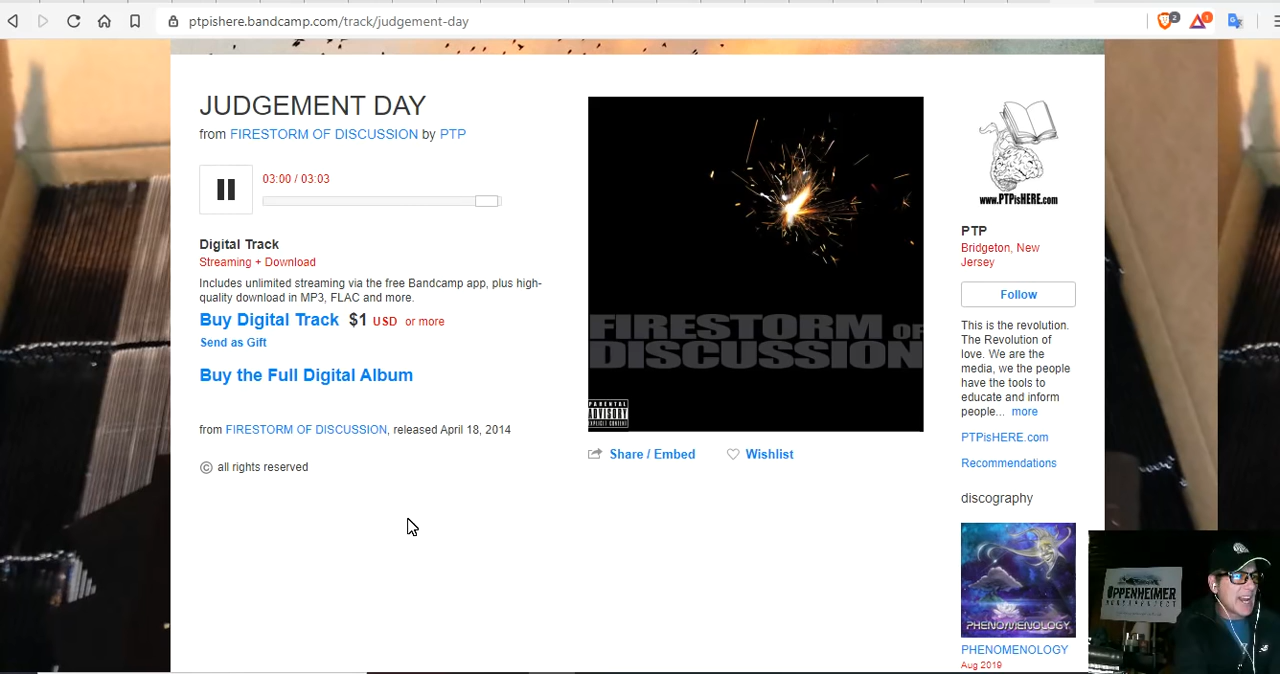 ptpishere.bandcamp.com/track/judgement-day
2
1
JUDGEMENT DAY
from FIRESTORM OF DISCUSSION by PTP
03:00 / 03:03
Digital Track
Streaming + Download
Includes unlimited streaming via the free Bandcamp app, plus high-
quality download in MP3, FLAC and more.
Buy Digital Track $1 USD or more
Send as Gift
Buy the Full Digital Album
from FIRESTORM OF DISCUSSION, released April 18, 2014
© all rights reserved
FIRESTORM OF
DISCUSSION
PARENTAL
ADVISORY
EXPLICIT CONTENT
Share / Embed
Wishlist
www.PTPisHERE.com
PTP
Bridgeton, New
Jersey
Follow
This is the revolution.
The Revolution of
love. We are the
media, we the people
have the tools to
educate and inform
people... more
PTPisHERE.com
Recommendations
discography
PHENOMENOLOGY
PHENOMENOLOGY
Aug 2019
OPPENHEIMER